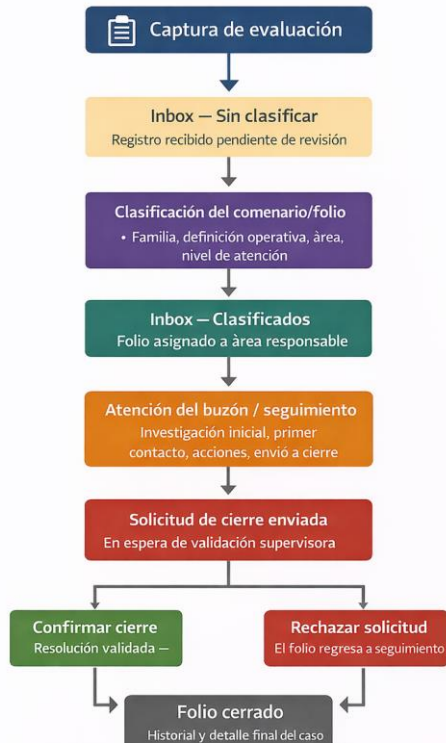 Captura de evaluación
Inbox — Sin clasificar
Registro recibido pendiente de revisión
Clasificación del comenario/folio
• Familia, definición operativa, àrea,
nivel de atención
Inbox — Clasificados
Folio asignado a àrea responsable
Atención del buzón / seguimiento
Investigación inicial, primer
contacto, acciones, envió a cierre
Solicitud de cierre enviada
En espera de validación supervisora
Confirmar cierre
Resolución validada —
Rechazar solicitud
El folio regresa a seguimiento
Folio cerrado
Historial y detalle final del caso